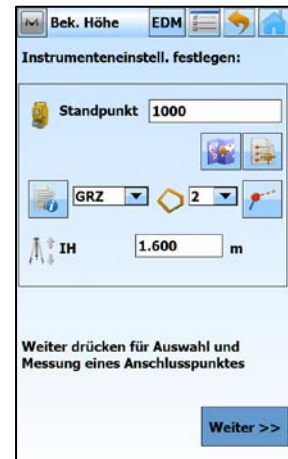 M Bek. Höhe EDM
Instrumenteneinstell. festlegen:
Standpunkt 1000
GRZ 2
IH 1.600 m
Weiter drücken für Auswahl und
Messung eines Anschlusspunktes
Weiter >>